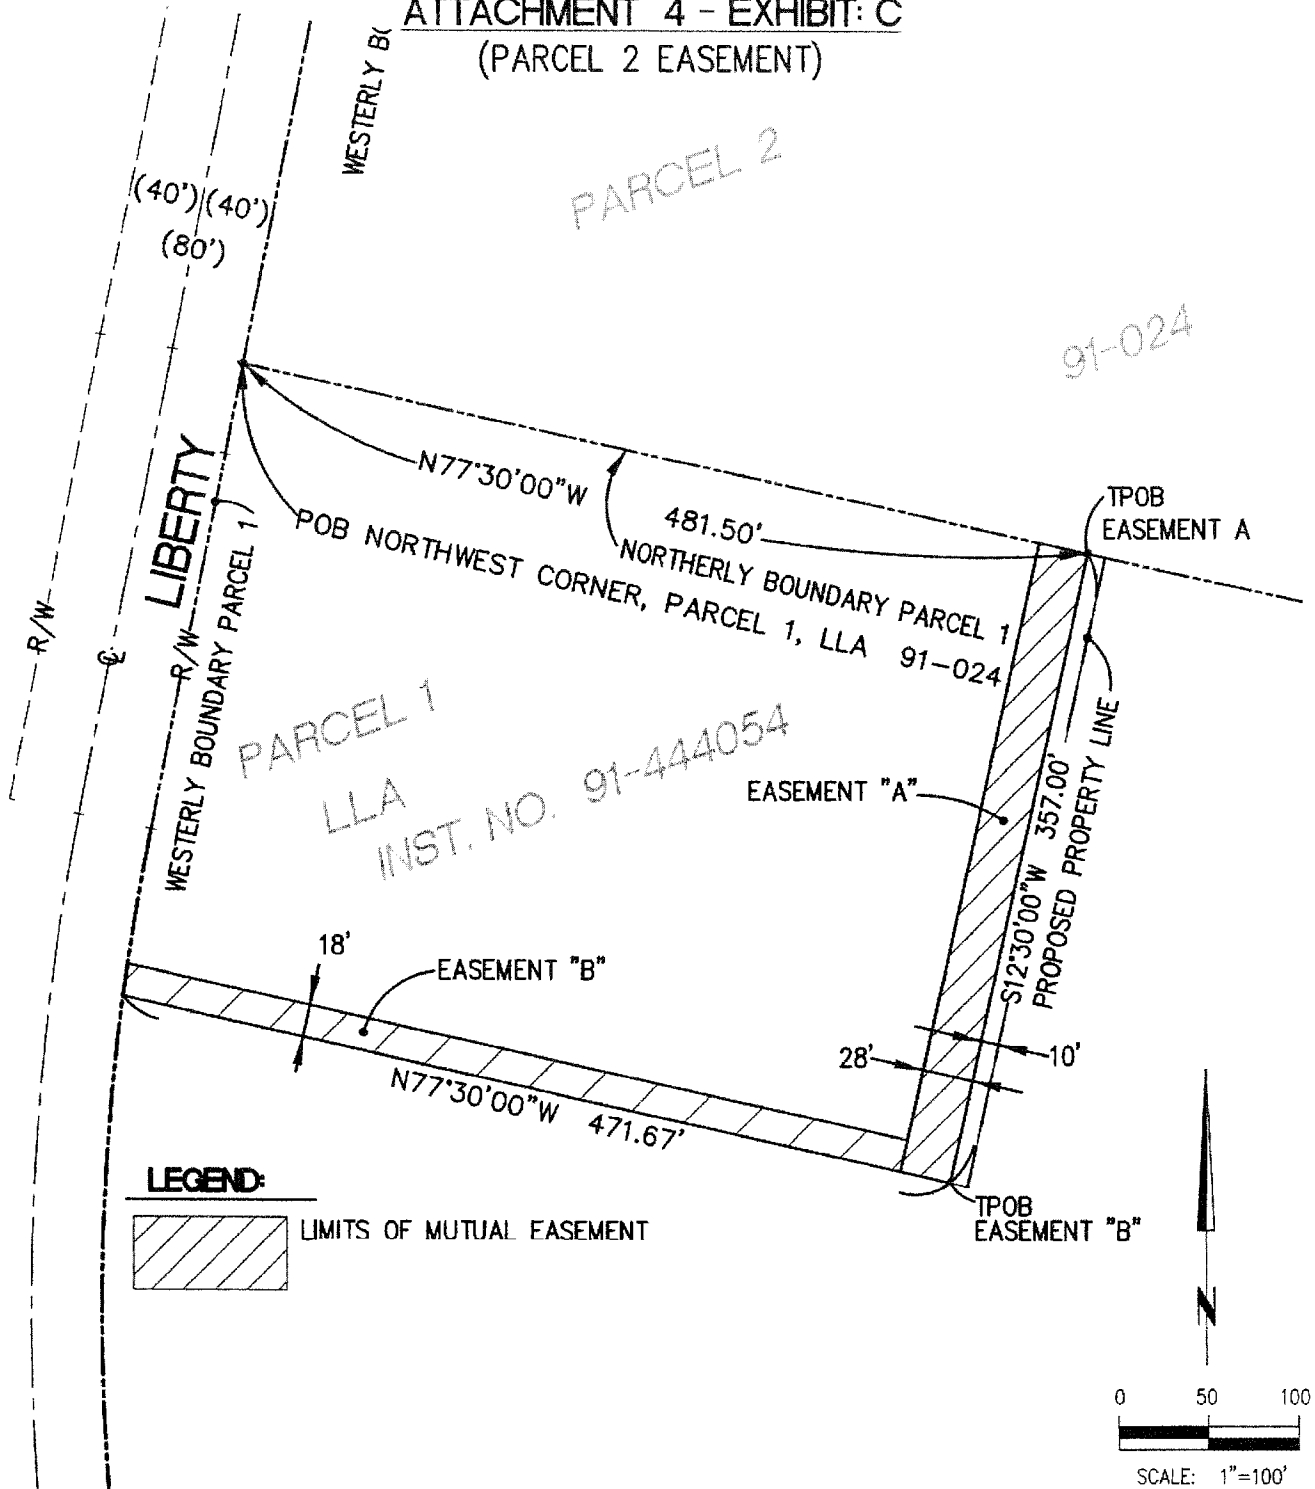 ATTACHMENT 4 - EXHIBIT: C
(PARCEL 2 EASEMENT)
WESTERLY
PARCEL 2
(40') (40')
(80')
91-024
N77°30'00"W
481.50'
TPOB
EASEMENT A
LIBERTY
POB NORTHWEST CORNER, PARCEL 1, LLA 91-024
NORTHERLY BOUNDARY PARCEL 1
R/W
℄
R/W
WESTERLY BOUNDARY PARCEL 1
PARCEL 1
LLA
INST. NO. 91-444054
EASEMENT "A"
S12°30'00"W 357.00'
PROPOSED PROPERTY LINE
18'
EASEMENT "B"
28'
10'
N77°30'00"W 471.67'
LEGEND:
LIMITS OF MUTUAL EASEMENT
TPOB
EASEMENT "B"
N
0 50 100
SCALE: 1"=100'